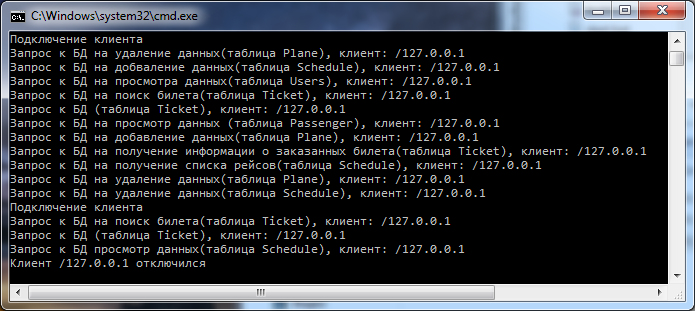 C:\Windows\system32\cmd.exe
Подключение клиента
Запрос к БД на удаление данных(таблица Plane), клиент: /127.0.0.1
Запрос к БД на добваление данных(таблица Schedule), клиент: /127.0.0.1
Запрос к БД на просмотра данных(таблица Users), клиент: /127.0.0.1
Запрос к БД на поиск билета(таблица Ticket), клиент: /127.0.0.1
Запрос к БД (таблица Ticket), клиент: /127.0.0.1
Запрос к БД на просмотр данных (таблица Passenger), клиент: /127.0.0.1
Запрос к БД на добавление данных(таблица Plane), клиент: /127.0.0.1
Запрос к БД на получение информации о заказанных билета(таблица Ticket), клиент: /127.0.0.1
Запрос к БД на получение списка рейсов(таблица Schedule), клиент: /127.0.0.1
Запрос к БД на удаление данных(таблица Plane), клиент: /127.0.0.1
Запрос к БД на удаление данных(таблица Schedule), клиент: /127.0.0.1
Подключение клиента
Запрос к БД на поиск билета(таблица Ticket), клиент: /127.0.0.1
Запрос к БД (таблица Ticket), клиент: /127.0.0.1
Запрос к БД просмотр данных(таблица Schedule), клиент: /127.0.0.1
Клиент /127.0.0.1 отключился